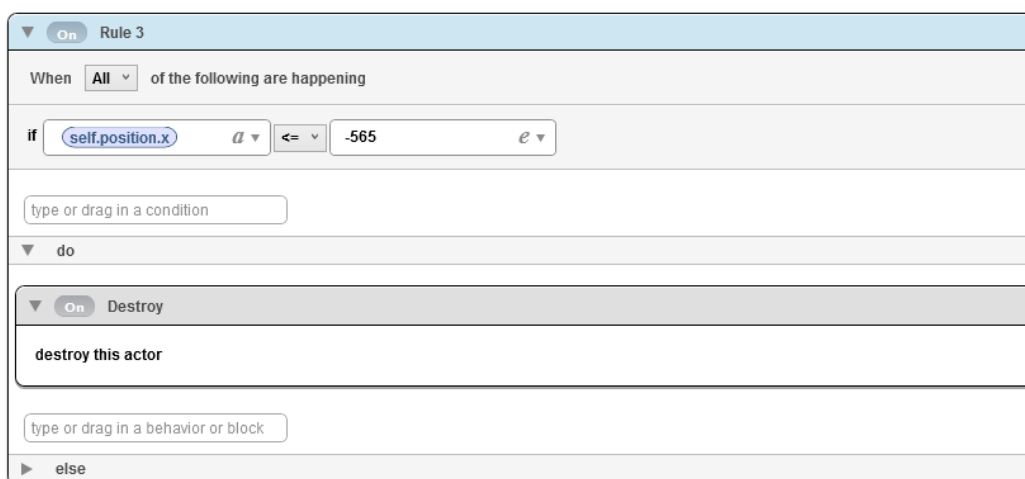 On Rule 3
When All of the following are happening
if self.position.x a <= -565 e
type or drag in a condition
do
On Destroy
destroy this actor
type or drag in a behavior or block
else